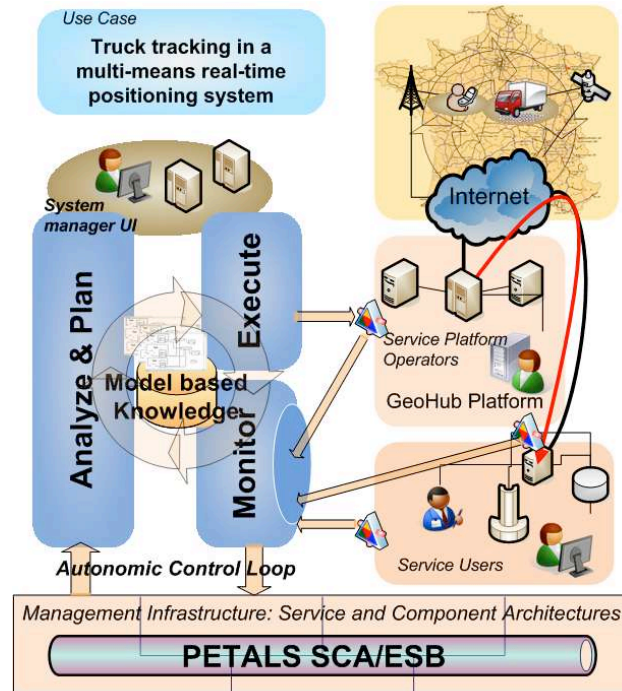 Use Case
Truck tracking in a
multi-means real-time
positioning system
Internet
System
manager UI
Analyze & Plan
Execute
Model based
Knowledge
Monitor
Service Platform
Operators
GeoHub Platform
Service Users
Autonomic Control Loop
Management Infrastructure: Service and Component Architectures
PETALS SCA/ESB